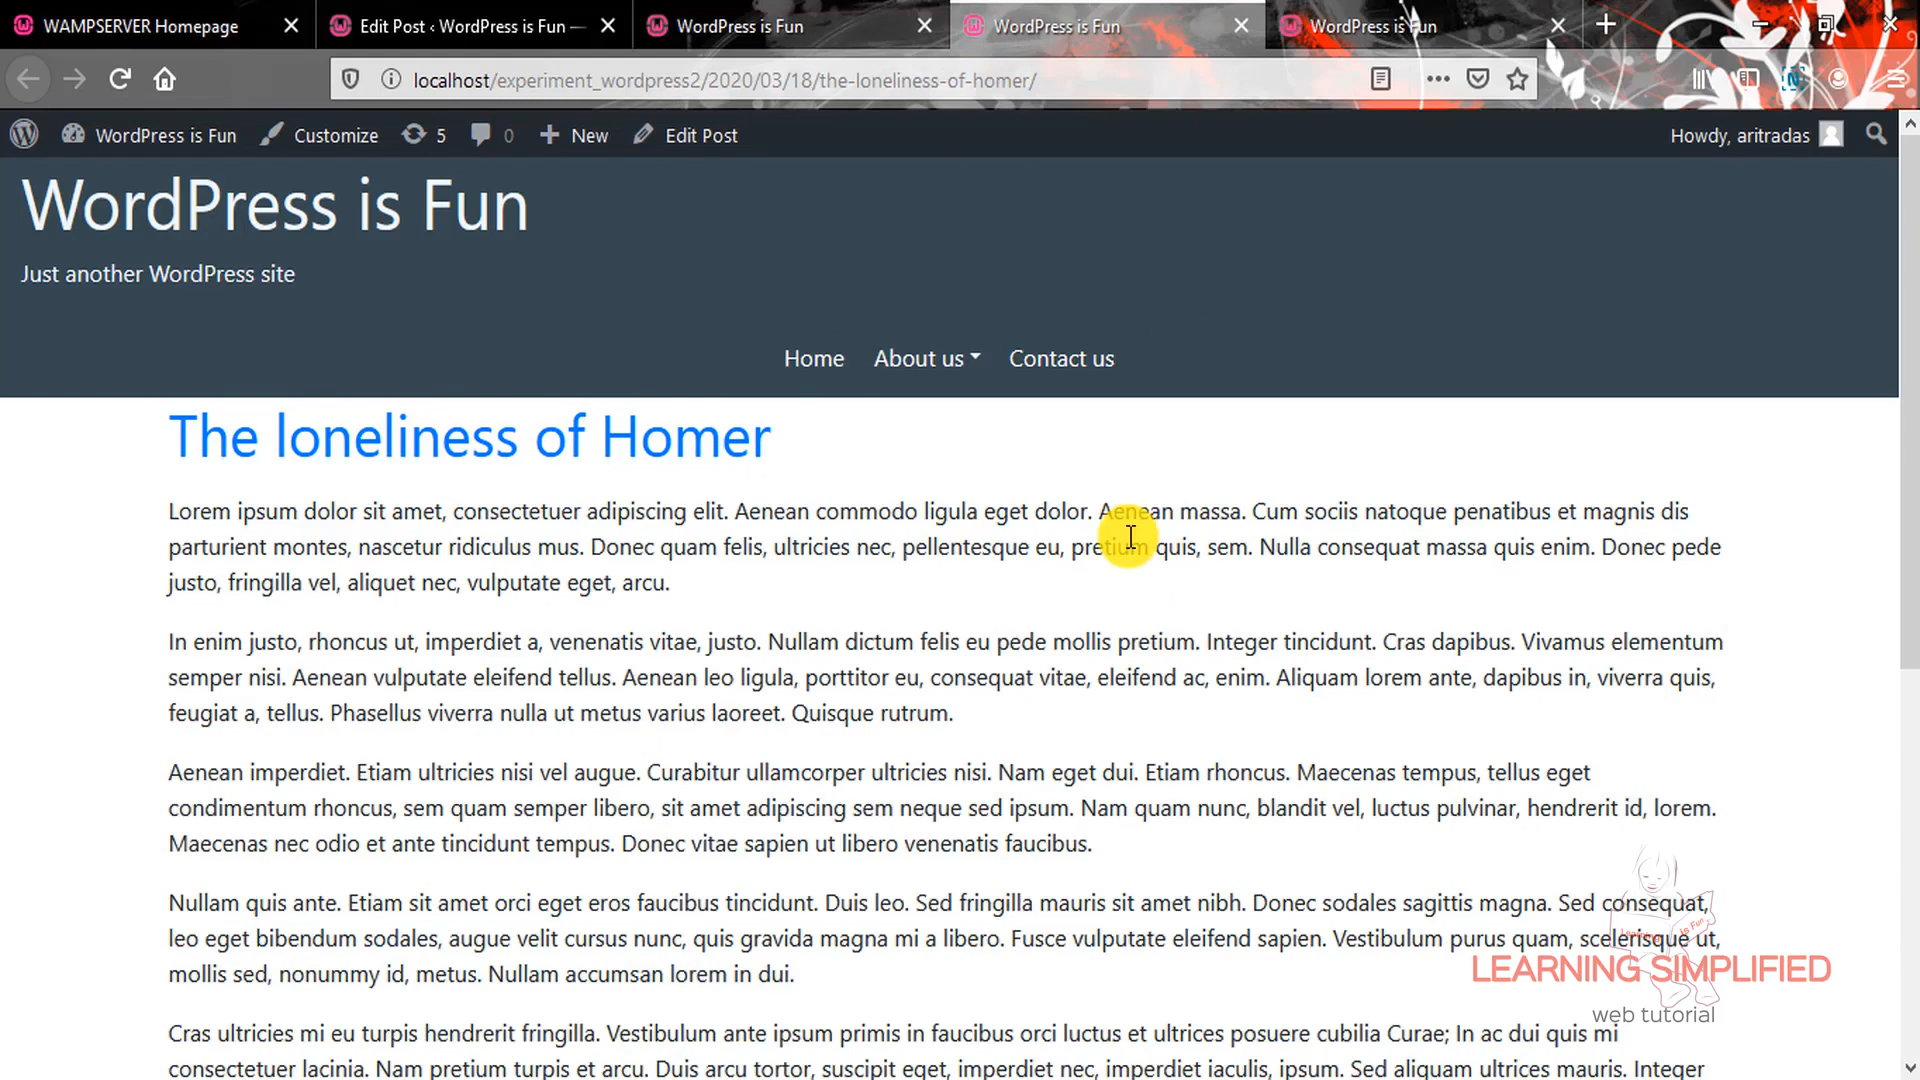 WAMPSERVER Homepage
Edit Post ‹ WordPress is Fun —
WordPress is Fun
WordPress is Fun
WordPress is Fun
localhost/experiment_wordpress2/2020/03/18/the-loneliness-of-homer/
WordPress is Fun
Customize
5
0
New
Edit Post
Howdy, aritradas
WordPress is Fun
Just another WordPress site
Home
About us
Contact us
The loneliness of Homer
Lorem ipsum dolor sit amet, consectetuer adipiscing elit. Aenean commodo ligula eget dolor. Aenean massa. Cum sociis natoque penatibus et magnis dis
parturient montes, nascetur ridiculus mus. Donec quam felis, ultricies nec, pellentesque eu, pretium quis, sem. Nulla consequat massa quis enim. Donec pede
justo, fringilla vel, aliquet nec, vulputate eget, arcu.
In enim justo, rhoncus ut, imperdiet a, venenatis vitae, justo. Nullam dictum felis eu pede mollis pretium. Integer tincidunt. Cras dapibus. Vivamus elementum
semper nisi. Aenean vulputate eleifend tellus. Aenean leo ligula, porttitor eu, consequat vitae, eleifend ac, enim. Aliquam lorem ante, dapibus in, viverra quis,
feugiat a, tellus. Phasellus viverra nulla ut metus varius laoreet. Quisque rutrum.
Aenean imperdiet. Etiam ultricies nisi vel augue. Curabitur ullamcorper ultricies nisi. Nam eget dui. Etiam rhoncus. Maecenas tempus, tellus eget
condimentum rhoncus, sem quam semper libero, sit amet adipiscing sem neque sed ipsum. Nam quam nunc, blandit vel, luctus pulvinar, hendrerit id, lorem.
Maecenas nec odio et ante tincidunt tempus. Donec vitae sapien ut libero venenatis faucibus.
Nullam quis ante. Etiam sit amet orci eget eros faucibus tincidunt. Duis leo. Sed fringilla mauris sit amet nibh. Donec sodales sagittis magna. Sed consequat,
leo eget bibendum sodales, augue velit cursus nunc, quis gravida magna mi a libero. Fusce vulputate eleifend sapien. Vestibulum purus quam, scelerisque ut,
mollis sed, nonummy id, metus. Nullam accumsan lorem in dui.
Learning is Fun
LEARNING SIMPLIFIED
web tutorial
Cras ultricies mi eu turpis hendrerit fringilla. Vestibulum ante ipsum primis in faucibus orci luctus et ultrices posuere cubilia Curae; In ac dui quis mi
consectetuer lacinia. Nam pretium turpis et arcu. Duis arcu tortor, suscipit eget, imperdiet nec, imperdiet iaculis, ipsum. Sed aliquam ultrices mauris. Integer